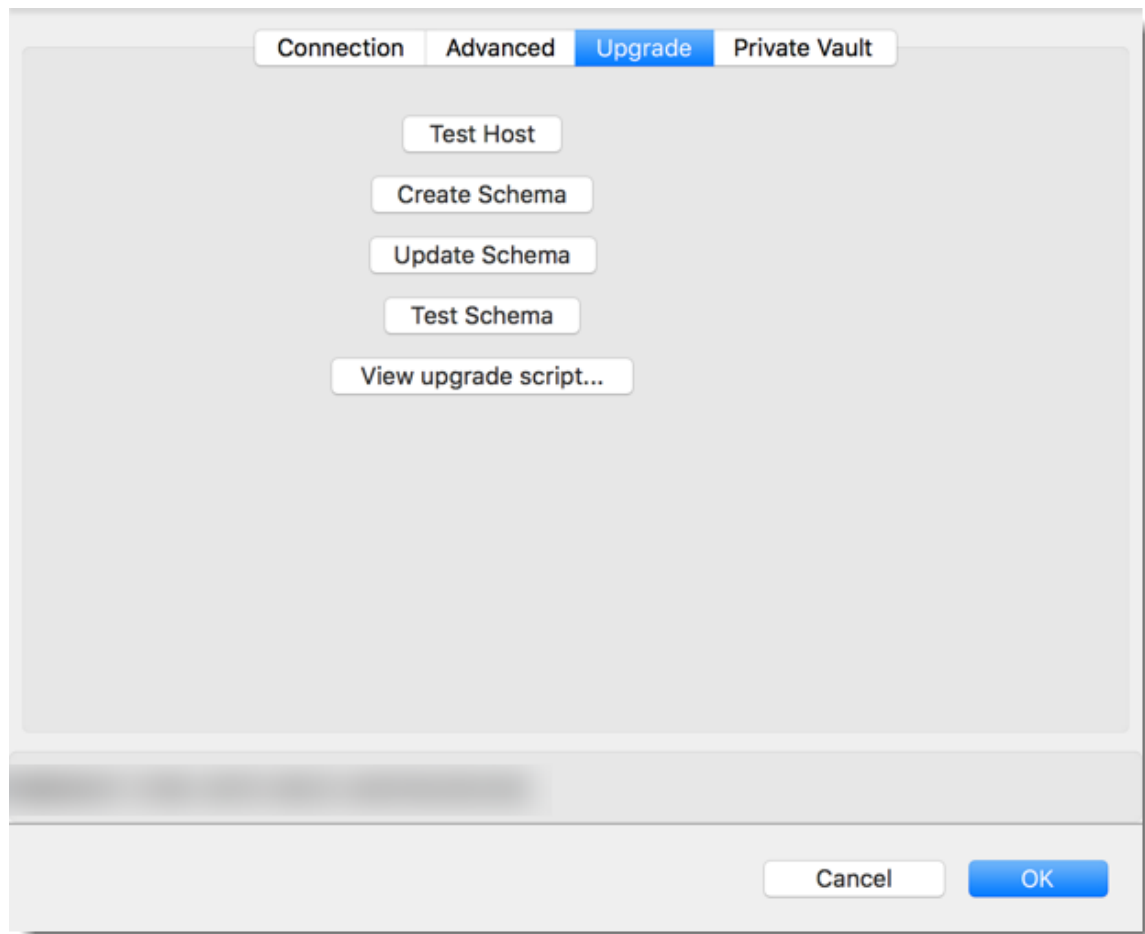 Connection Advanced Upgrade Private Vault
Test Host
Create Schema
Update Schema
Test Schema
View upgrade script...
Cancel OK